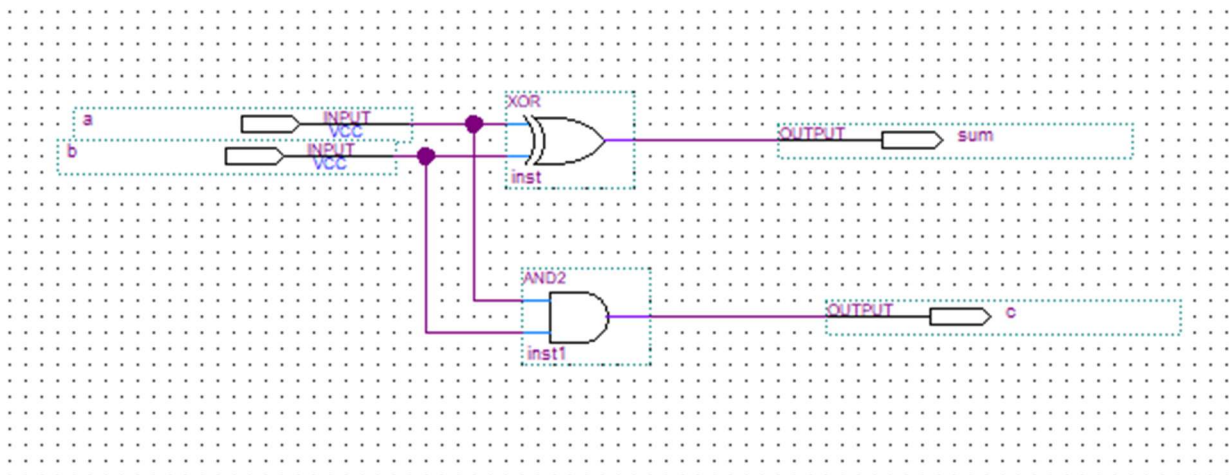 a
INPUT
VCC
b
INPUT
VCC
XOR
inst
OUTPUT
sum
AND2
inst1
OUTPUT
c